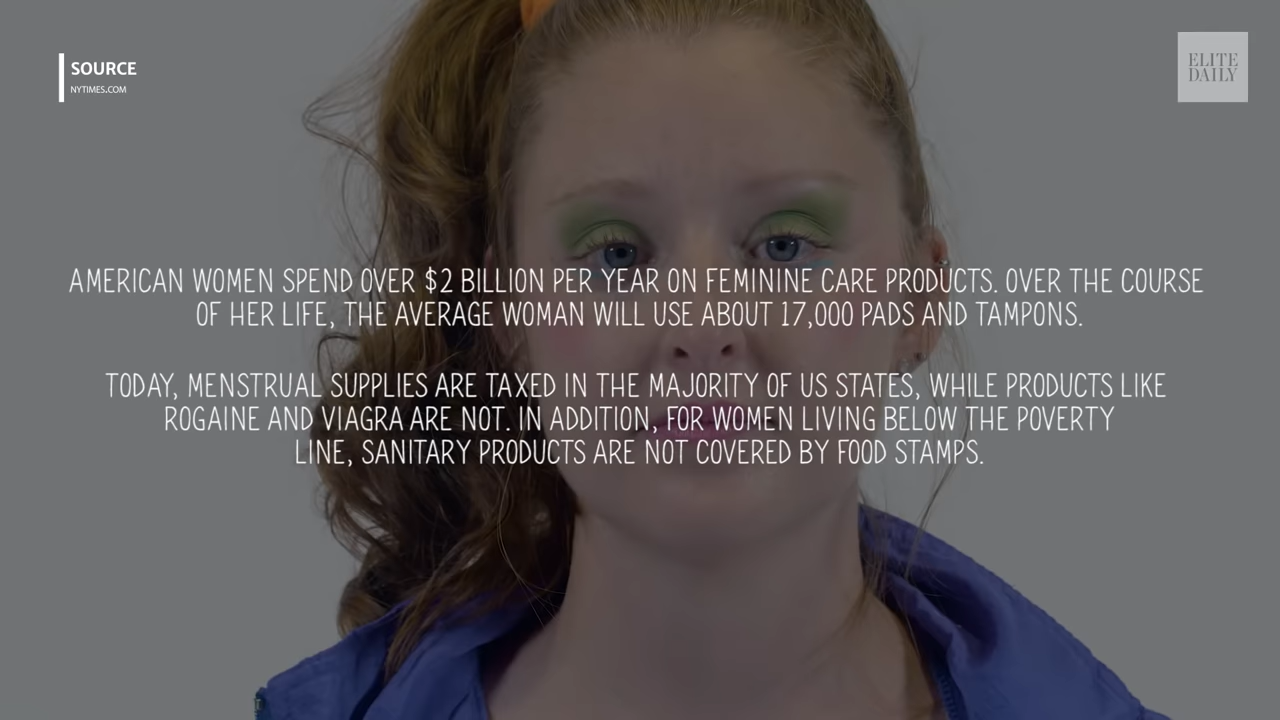 SOURCE
NYTIMES.COM
ELITE
DAILY
AMERICAN WOMEN SPEND OVER $2 BILLION PER YEAR ON FEMININE CARE PRODUCTS. OVER THE COURSE
OF HER LIFE, THE AVERAGE WOMAN WILL USE ABOUT 17,000 PADS AND TAMPONS.
TODAY, MENSTRUAL SUPPLIES ARE TAXED IN THE MAJORITY OF US STATES, WHILE PRODUCTS LIKE
ROGAINE AND VIAGRA ARE NOT. IN ADDITION, FOR WOMEN LIVING BELOW THE POVERTY
LINE, SANITARY PRODUCTS ARE NOT COVERED BY FOOD STAMPS.